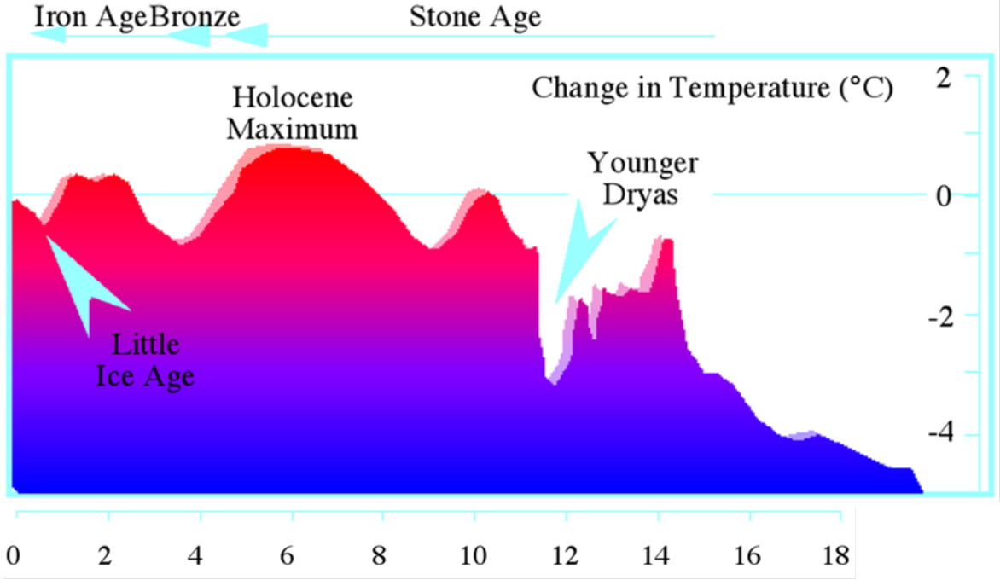 Iron Age Bronze Stone Age
Change in Temperature (°C)
2
Holocene
Maximum
Younger
Dryas
0
-2
Little
Ice Age
-4
0 2 4 6 8 10 12 14 16 18